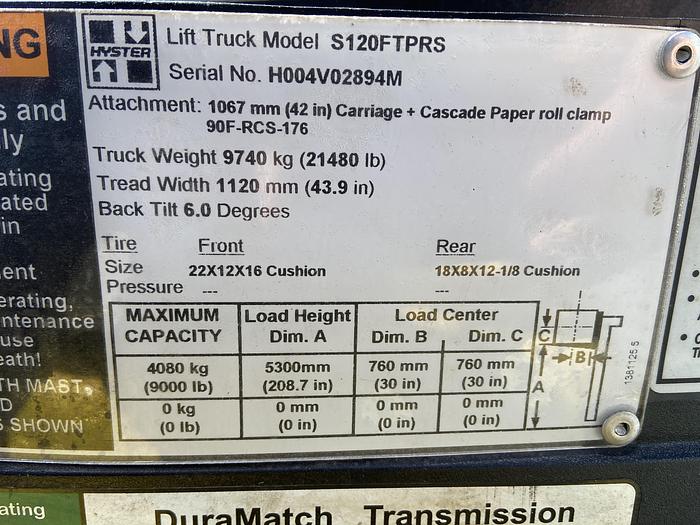 NG
HYSTER
Lift Truck Model S120FTPRS
Serial No. H004V02894M
Attachment: 1067 mm (42 in) Carriage + Cascade Paper roll clamp
90F-RCS-176
Truck Weight 9740 kg (21480 lb)
Tread Width 1120 mm (43.9 in)
Back Tilt 6.0 Degrees
Tire Front Rear
Size 22X12X16 Cushion 18X8X12-1/8 Cushion
Pressure --- ---
MAXIMUM Load Height Load Center
CAPACITY Dim. A Dim. B Dim. C
4080 kg 5300mm 760 mm 760 mm
(9000 lb) (208.7 in) (30 in) (30 in)
0 kg 0 mm 0 mm 0 mm
(0 lb) (0 in) (0 in) (0 in)
C
B
A
1381125 5
s and
ly
ating
ated
in
ent
erating,
ntenance
use
eath!
TH MAST,
D
S SHOWN
ating
DuraMatch Transmission